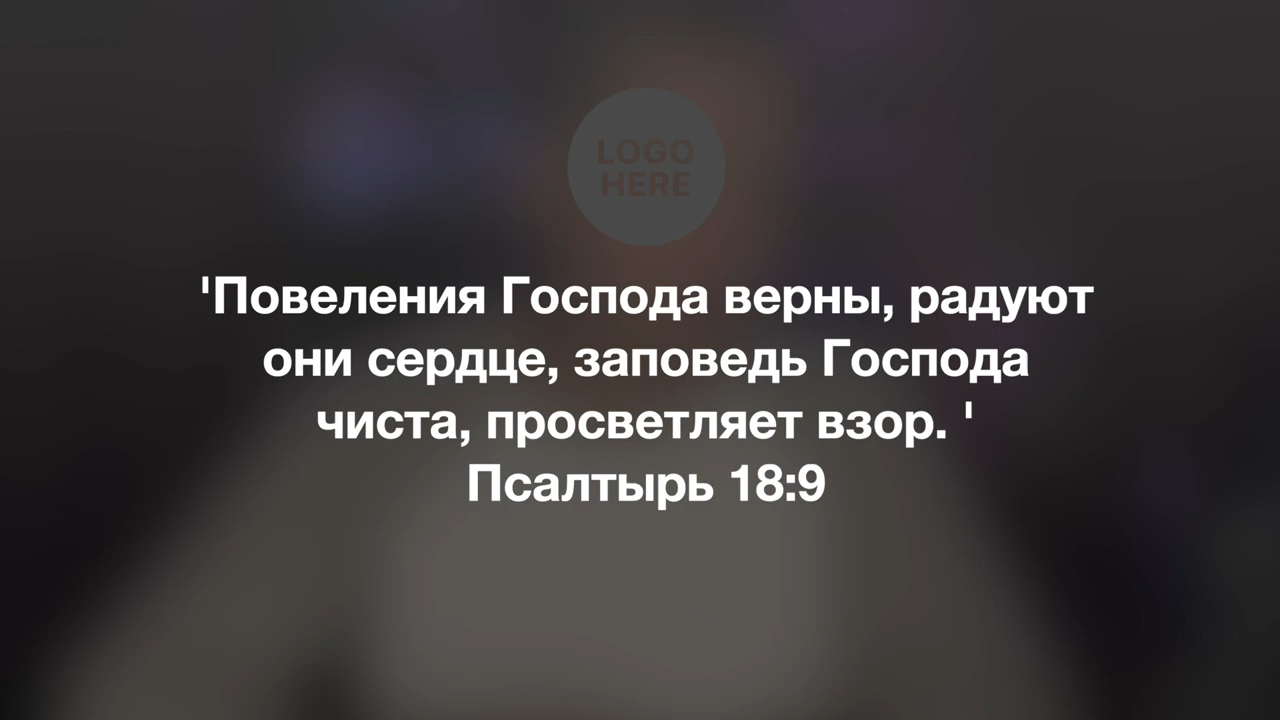 LOGO
HERE
'Повеления Господа верны, радуют
они сердце, заповедь Господа
чиста, просветляет взор. '
Псалтырь 18:9